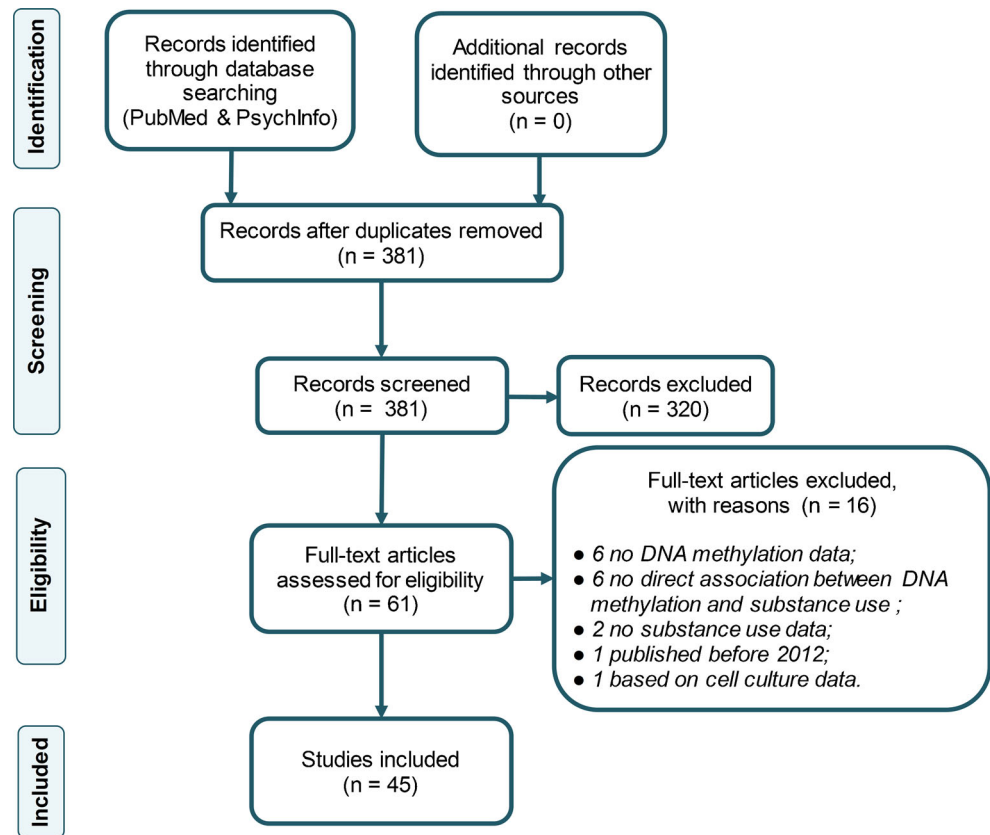 Identification
Records identified
through database
searching
(PubMed & PsychInfo)
Additional records
identified through other
sources
(n = 0)
Screening
Records after duplicates removed
(n = 381)
Records screened
(n = 381)
Records excluded
(n = 320)
Eligibility
Full-text articles
assessed for eligibility
(n = 61)
Full-text articles excluded,
with reasons (n = 16)
● 6 no DNA methylation data;
● 6 no direct association between DNA
methylation and substance use ;
● 2 no substance use data;
● 1 published before 2012;
● 1 based on cell culture data.
Included
Studies included
(n = 45)